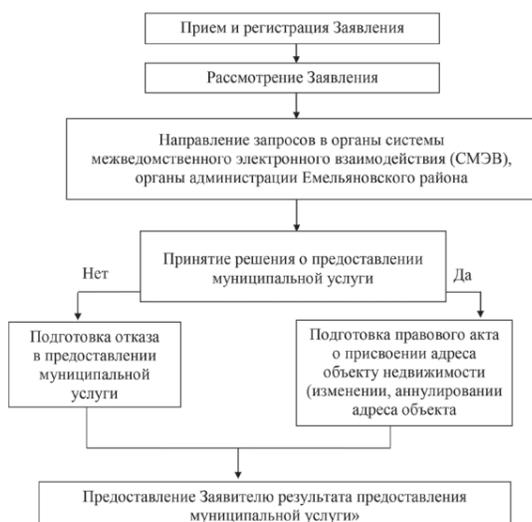 Прием и регистрация Заявления
Рассмотрение Заявления
Направление запросов в органы системы
межведомственного электронного взаимодействия (СМЭВ),
органы администрации Емельяновского района
Принятие решения о предоставлении
муниципальной услуги
Нет
Да
Подготовка отказа
в предоставлении
муниципальной
услуги
Подготовка правового акта
о присвоении адреса
объекту недвижимости
(изменении, аннулировании
адреса объекта
Предоставление Заявителю результата предоставления
муниципальной услуги»